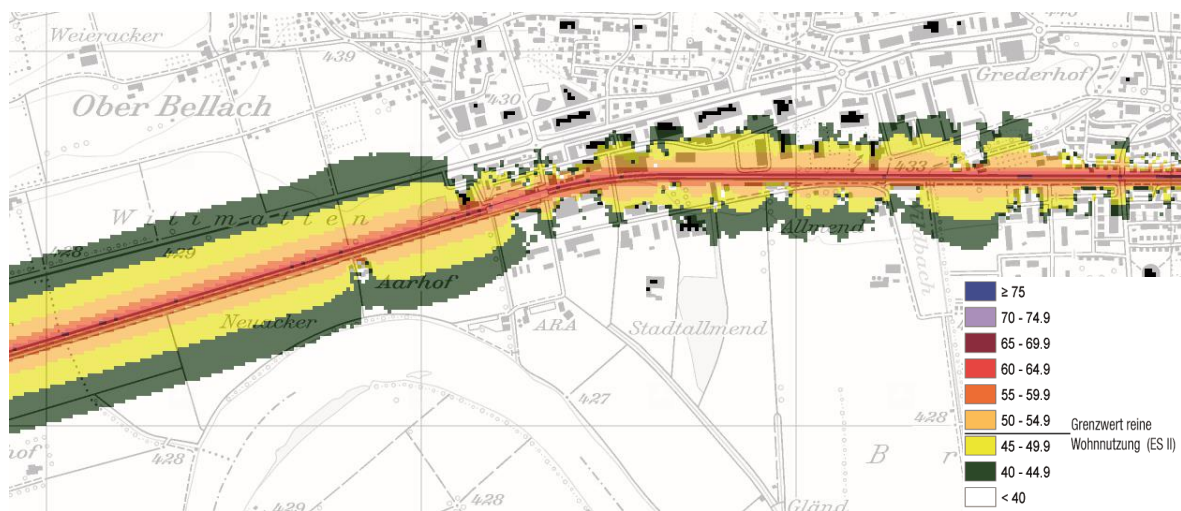 Weieracker
439
Ober Bellach
430
Grederhof
433
Witimatten
428
429
Allmend
Aarhof
Neuacker
ARA
Stadtallmend
427
428
428
428
429
Gländ
B r
≥ 75
70 - 74.9
65 - 69.9
60 - 64.9
55 - 59.9
50 - 54.9
45 - 49.9
40 - 44.9
< 40
Grenzwert reine
Wohnnutzung (ES II)